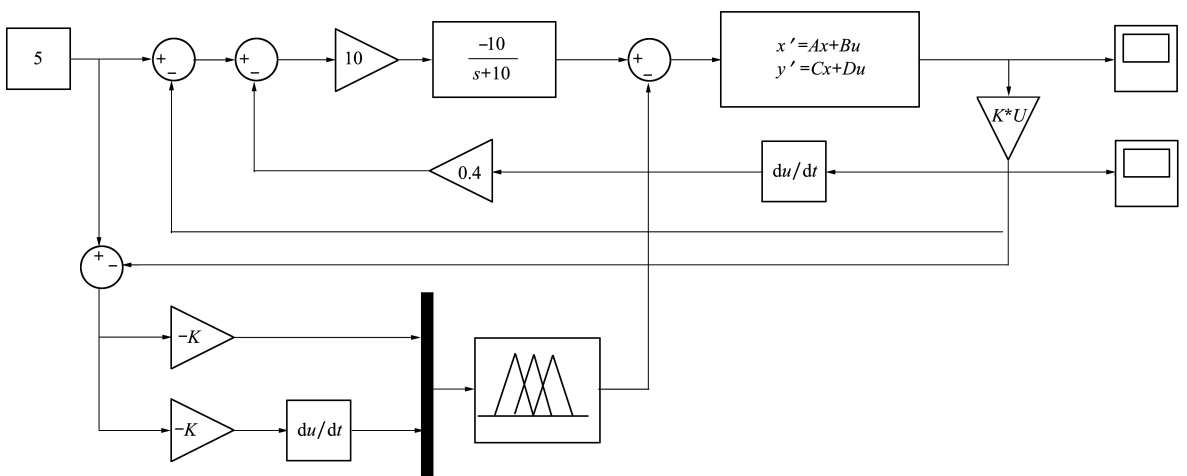 5
+
−
+
−
10
−10
s+10
+
−
x′=Ax+Bu
y′=Cx+Du
K*U
0.4
du/dt
+
−
−K
−K
du/dt